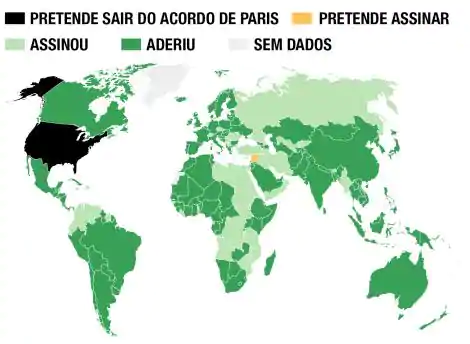 PRETENDE SAIR DO ACORDO DE PARIS PRETENDE ASSINAR
ASSINOU ADERIU SEM DADOS